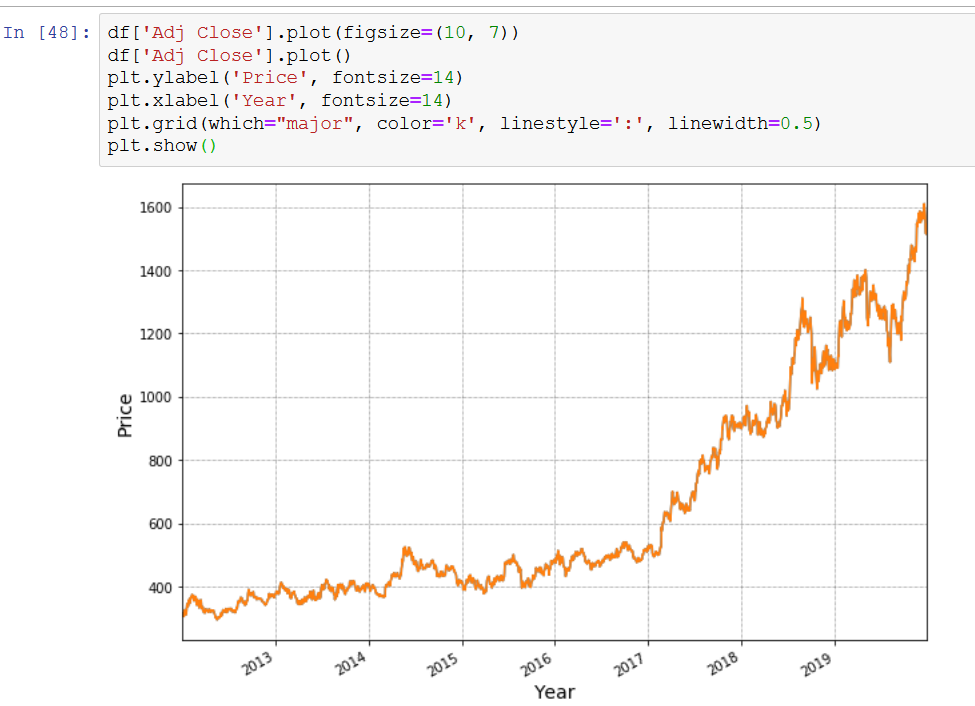 In [48]: df['Adj Close'].plot(figsize=(10, 7))
df['Adj Close'].plot()
plt.ylabel('Price', fontsize=14)
plt.xlabel('Year', fontsize=14)
plt.grid(which="major", color='k', linestyle=':', linewidth=0.5)
plt.show()
1600
1400
1200
1000
800
600
400
Price
2013 2014 2015 2016 2017 2018 2019
Year